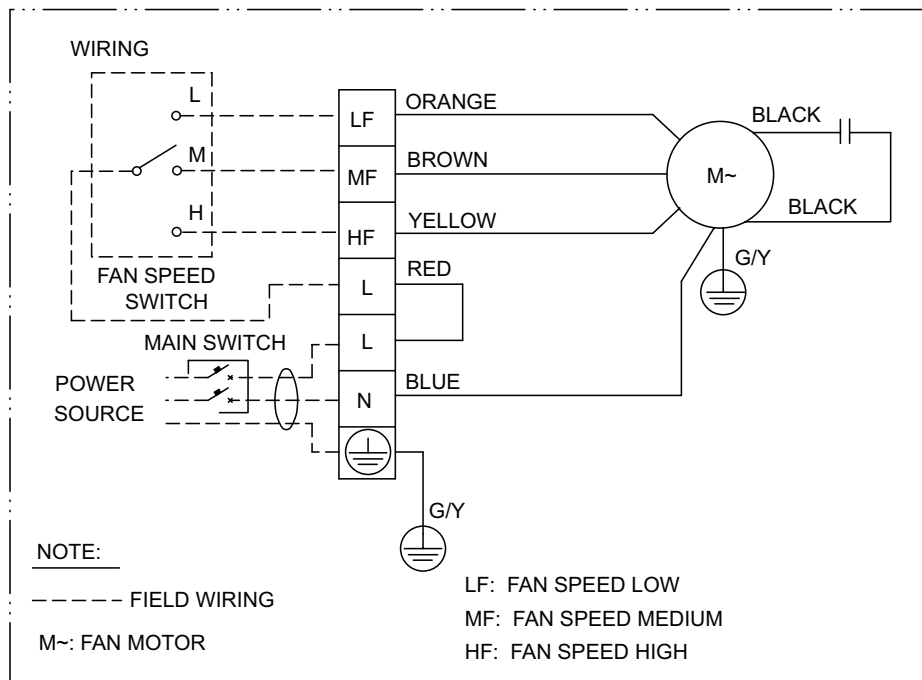 WIRING
L
M
H
FAN SPEED
SWITCH
MAIN SWITCH
POWER
SOURCE
LF
MF
HF
L
L
N
ORANGE
BROWN
YELLOW
RED
BLUE
G/Y
M~
BLACK
BLACK
G/Y
NOTE:
FIELD WIRING
M~: FAN MOTOR
LF: FAN SPEED LOW
MF: FAN SPEED MEDIUM
HF: FAN SPEED HIGH